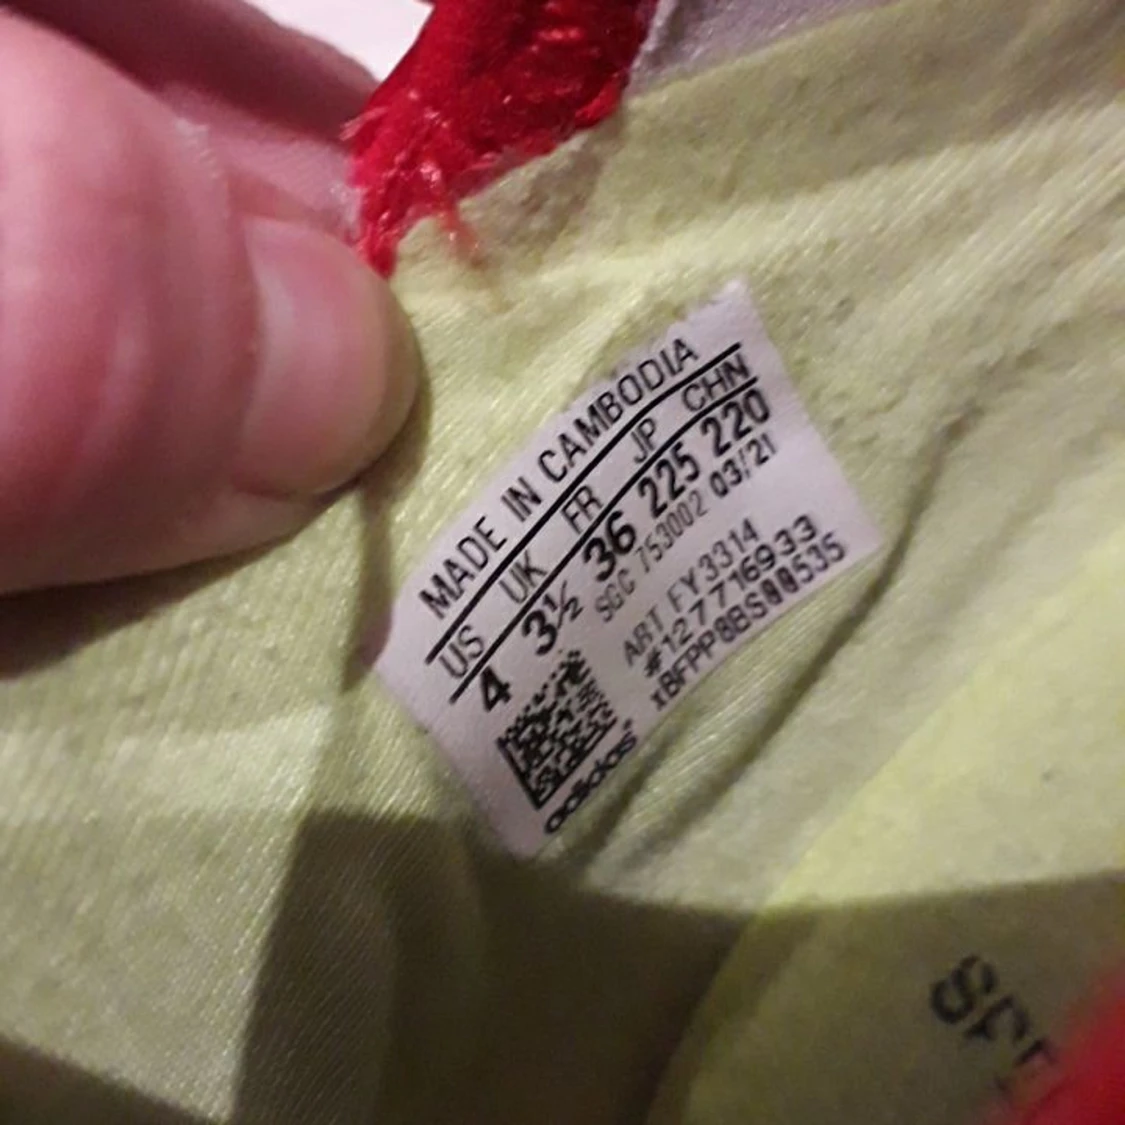 MADE IN CAMBODIA
US UK FR JP CHN
4 3½ 36 225 220
SGC 753002 03/21
ART FY3314
#127716933
adidas